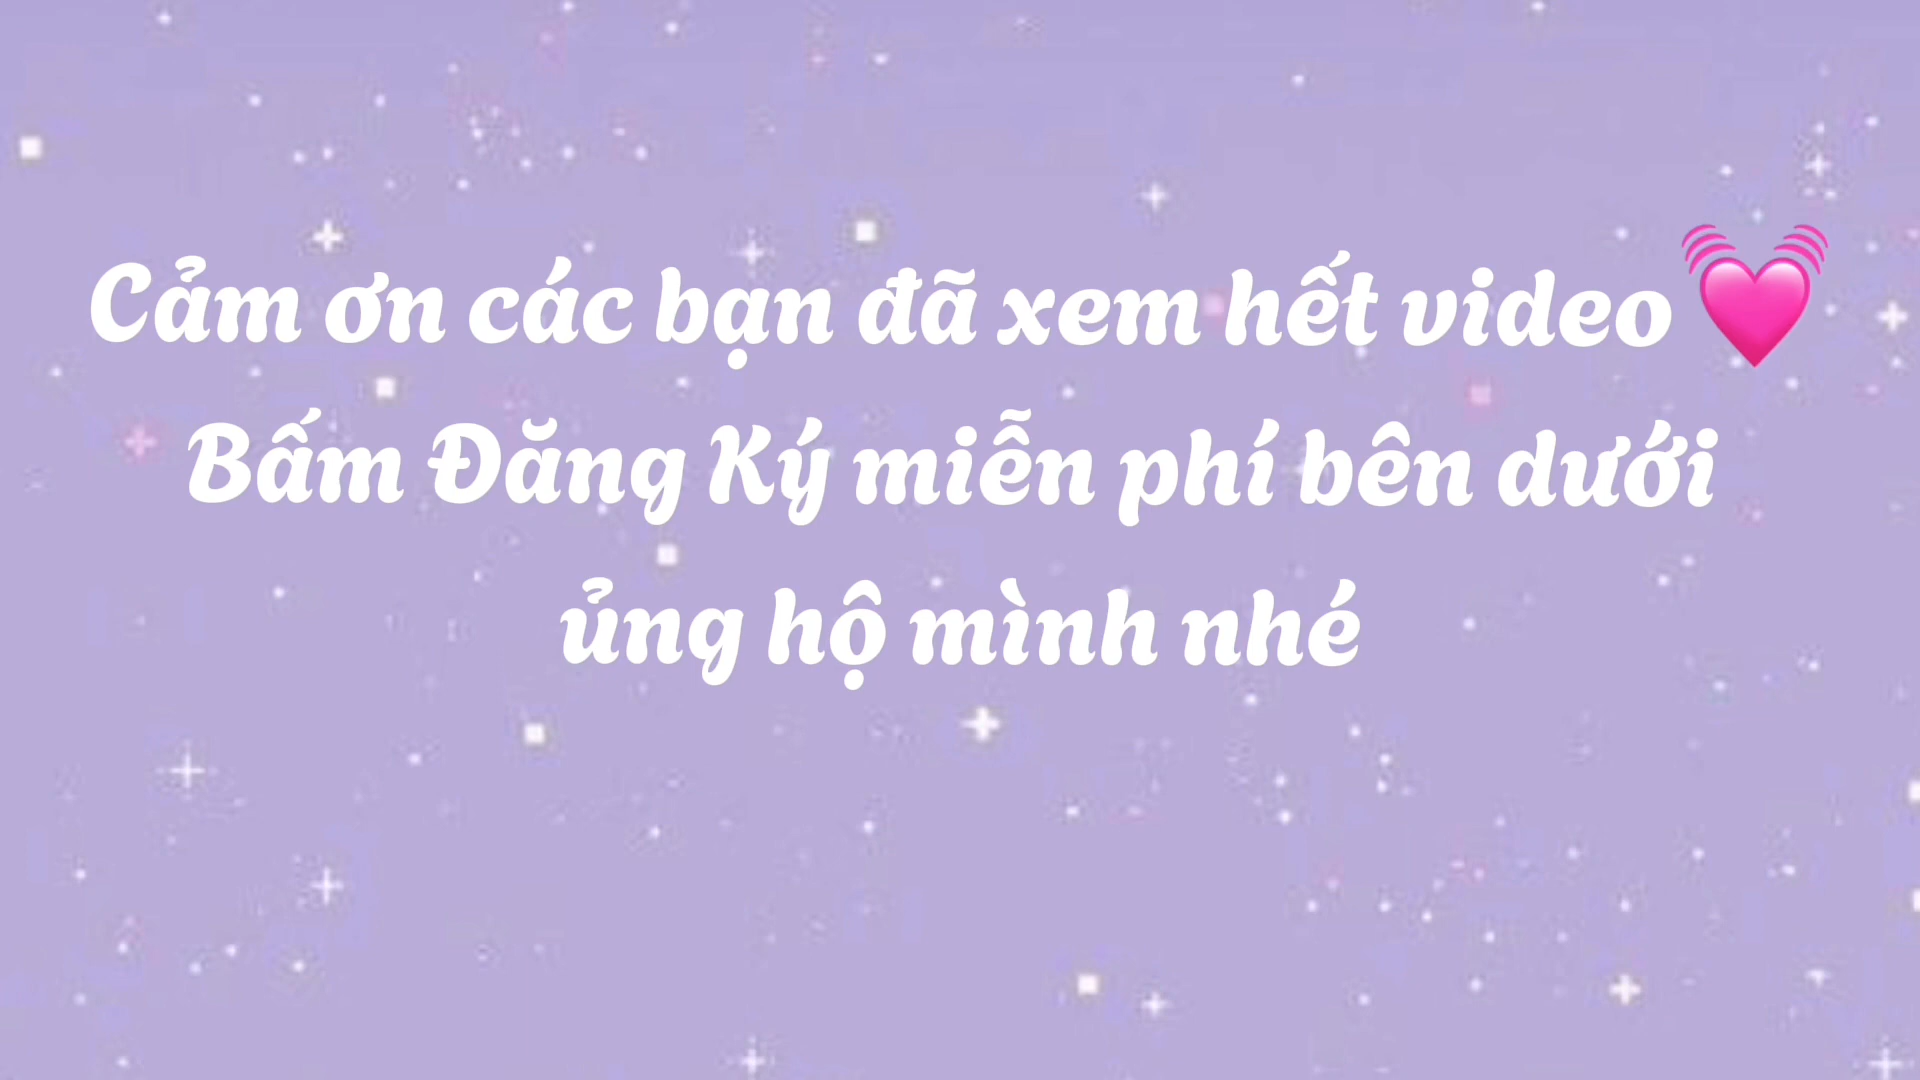 Cảm ơn các bạn đã xem hết video 💓
Bấm Đăng Ký miễn phí bên dưới
ủng hộ mình nhé